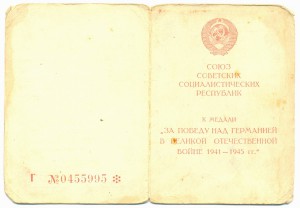 Г №0455995 *
СОЮЗ
СОВЕТСКИХ
СОЦИАЛИСТИЧЕСКИХ
РЕСПУБЛИК
К МЕДАЛИ
"ЗА ПОБЕДУ НАД ГЕРМАНИЕЙ
В ВЕЛИКОЙ ОТЕЧЕСТВЕННОЙ
ВОЙНЕ 1941—1945 гг."